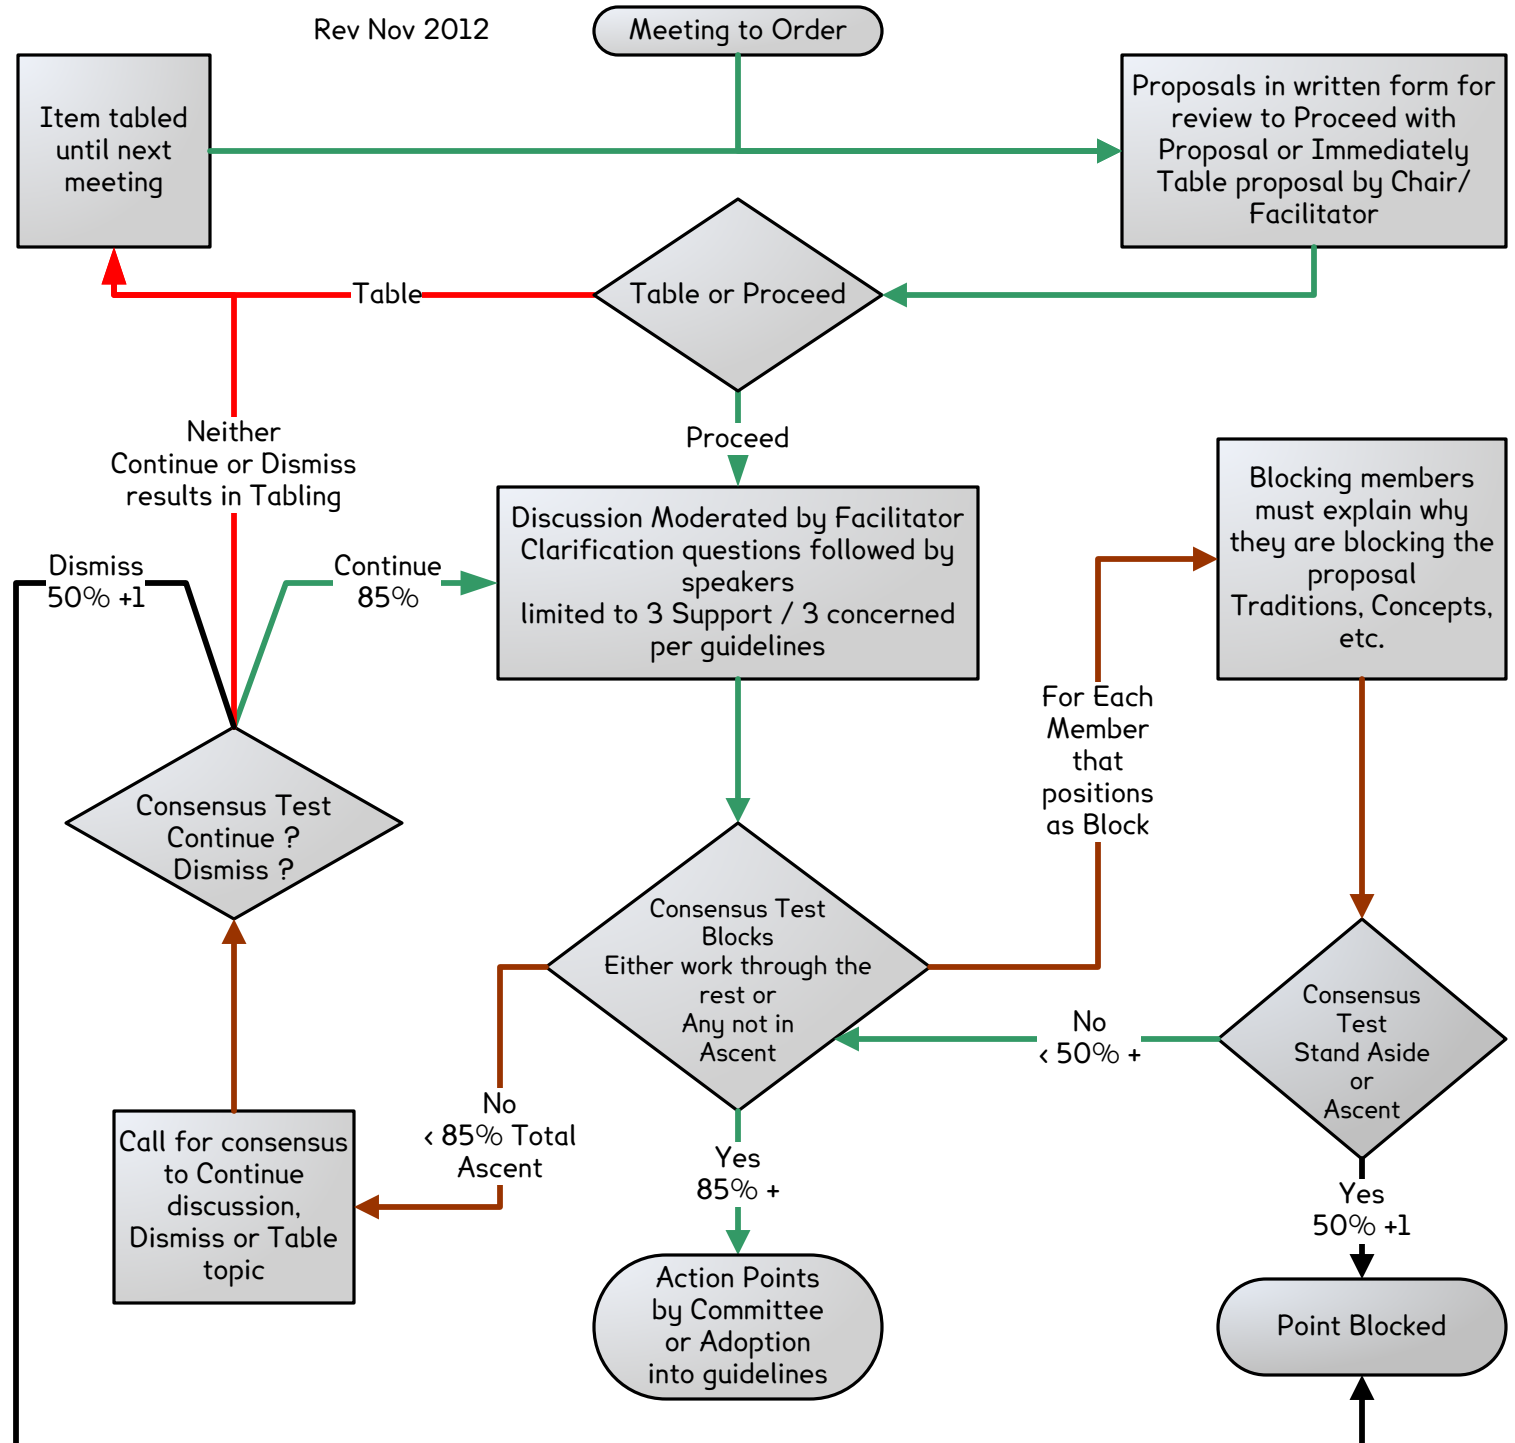 Rev Nov 2012
Meeting to Order
Item tabled
until next
meeting
Proposals in written form for
review to Proceed with
Proposal or Immediately
Table proposal by Chair/
Facilitator
Table
Table or Proceed
Proceed
Neither
Continue or Dismiss
results in Tabling
Dismiss
50% +1
Continue
85%
Discussion Moderated by Facilitator
Clarification questions followed by
speakers
limited to 3 Support / 3 concerned
per guidelines
Blocking members
must explain why
they are blocking the
proposal
Traditions, Concepts,
etc.
For Each
Member
that
positions
as Block
Consensus Test
Continue ?
Dismiss ?
Consensus Test
Blocks
Either work through the
rest or
Any not in
Ascent
No
< 50% +
Consensus
Test
Stand Aside
or
Ascent
No
< 85% Total
Ascent
Call for consensus
to Continue
discussion,
Dismiss or Table
topic
Yes
85% +
Yes
50% +1
Action Points
by Committee
or Adoption
into guidelines
Point Blocked